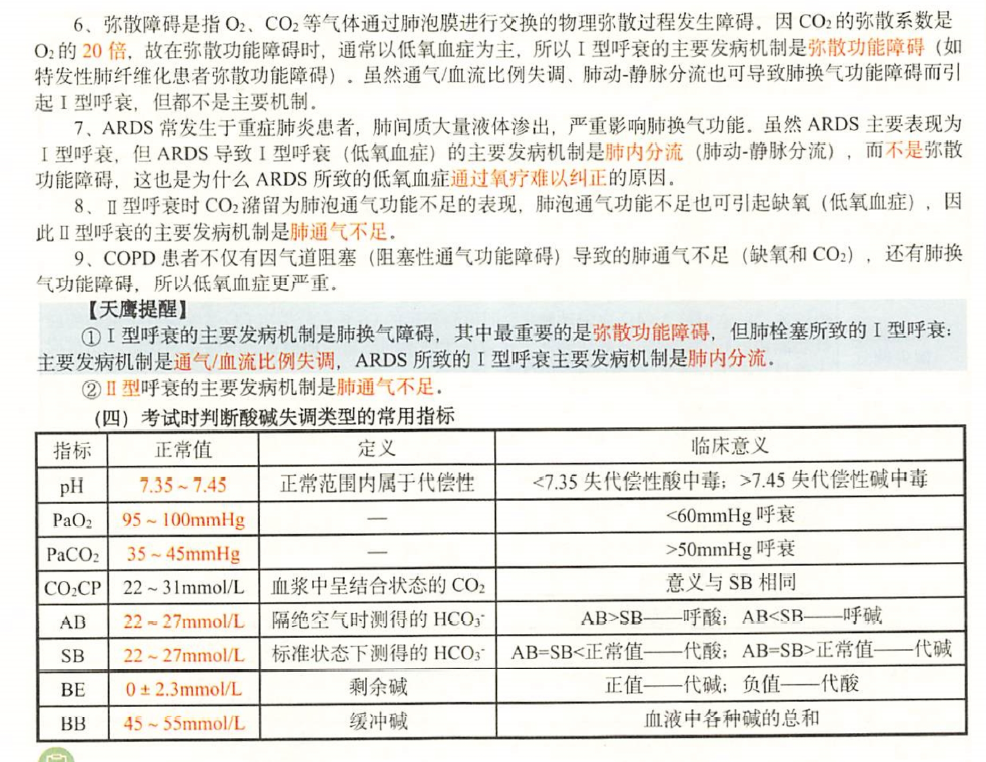 6、弥散障碍是指 O₂、CO₂ 等气体通过肺泡膜进行交换的物理弥散过程发生障碍。因 CO₂ 的弥散系数是
O₂ 的 20 倍，故在弥散功能障碍时，通常以低氧血症为主，所以Ⅰ型呼衰的主要发病机制是弥散功能障碍（如
特发性肺纤维化患者弥散功能障碍）。虽然通气/血流比例失调、肺动-静脉分流也可导致肺换气功能障碍而引
起Ⅰ型呼衰，但都不是主要机制。
7、ARDS 常发生于重症肺炎患者，肺间质大量液体渗出，严重影响肺换气功能。虽然 ARDS 主要表现为
Ⅰ型呼衰，但 ARDS 导致Ⅰ型呼衰（低氧血症）的主要发病机制是肺内分流（肺动-静脉分流），而不是弥散
功能障碍，这也是为什么 ARDS 所致的低氧血症通过氧疗难以纠正的原因。
8、Ⅱ型呼衰时 CO₂潴留为肺泡通气功能不足的表现，肺泡通气功能不足也可引起缺氧（低氧血症），因
此Ⅱ型呼衰的主要发病机制是肺通气不足。
9、COPD 患者不仅有因气道阻塞（阻塞性通气功能障碍）导致的肺通气不足（缺氧和 CO₂），还有肺换
气功能障碍，所以低氧血症更严重。
【天鹰提醒】
①Ⅰ型呼衰的主要发病机制是肺换气障碍，其中最重要的是弥散功能障碍，但肺栓塞所致的Ⅰ型呼衰：
主要发病机制是通气/血流比例失调，ARDS 所致的Ⅰ型呼衰主要发病机制是肺内分流。
②Ⅱ型呼衰的主要发病机制是肺通气不足。
(四) 考试时判断酸碱失调类型的常用指标
指标 正常值 定义 临床意义
pH 7.35～7.45 正常范围内属于代偿性 <7.35 失代偿性酸中毒；>7.45 失代偿性碱中毒
PaO₂ 95～100mmHg — <60mmHg 呼衰
PaCO₂ 35～45mmHg — >50mmHg 呼衰
CO₂CP 22～31mmol/L 血浆中呈结合状态的 CO₂ 意义与 SB 相同
AB 22～27mmol/L 隔绝空气时测得的 HCO₃⁻ AB>SB——呼酸；AB<SB——呼碱
SB 22～27mmol/L 标准状态下测得的 HCO₃⁻ AB=SB<正常值——代酸；AB=SB>正常值——代碱
BE 0±2.3mmol/L 剩余碱 正值——代碱；负值——代酸
BB 45～55mmol/L 缓冲碱 血液中各种碱的总和